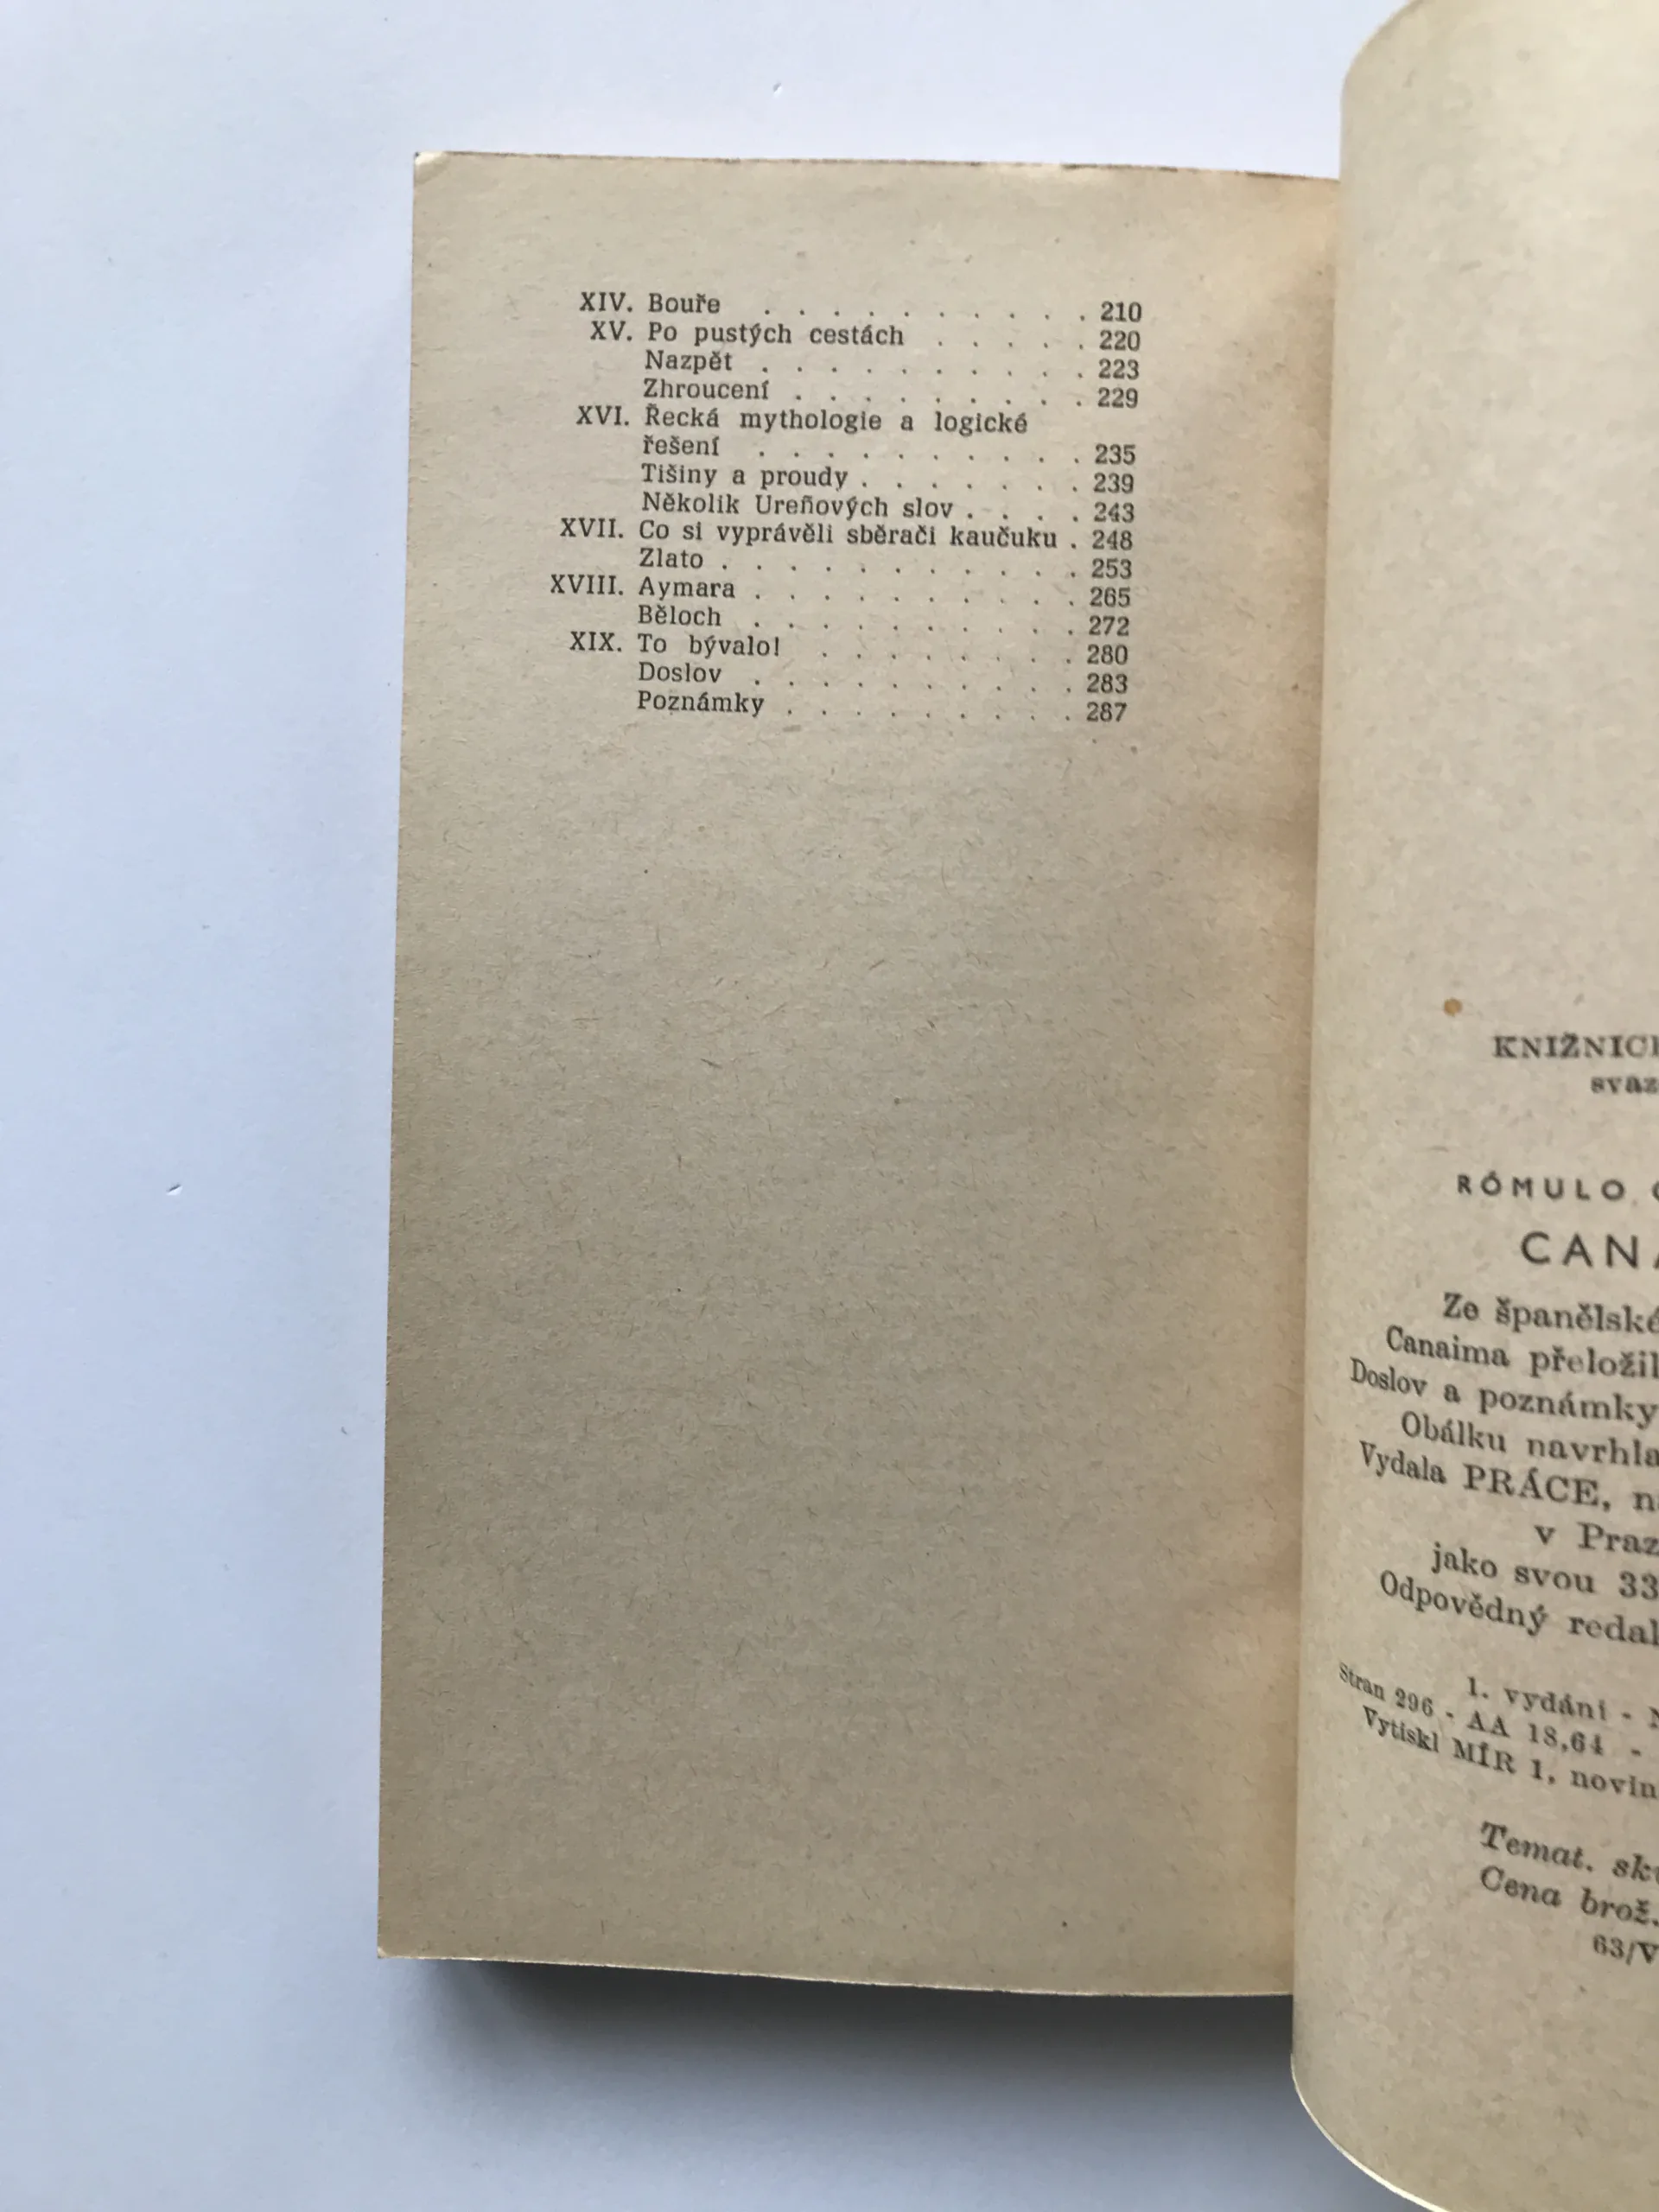 XIV. Bouře . . . . . . . . . . 210
XV. Po pustých cestách . . . . . 220
Nazpět . . . . . . . . . . 223
Zhroucení . . . . . . . . . 229
XVI. Řecká mythologie a logické
řešení . . . . . . . . . . 235
Tišiny a proudy . . . . . . . 239
Několik Ureñových slov . . . . 243
XVII. Co si vyprávěli sběrači kaučuku . 248
Zlato . . . . . . . . . . . 253
XVIII. Aymara . . . . . . . . . . 265
Běloch . . . . . . . . . . 272
XIX. To bývalo! . . . . . . . . 280
Doslov . . . . . . . . . . 283
Poznámky . . . . . . . . . 287
KNIŽNIC
svaz
RÓMULO
CANA
Ze španělské
Canaima přeložil
Doslov a poznámky
Obálku navrhla
Vydala PRÁCE, n
v Praz
jako svou 33
Odpovědný redak
1. vydání -
Stran 296 - AA 18,64 -
Vytiskl MÍR 1, novin
Temat. sk
Cena brož.
63/V